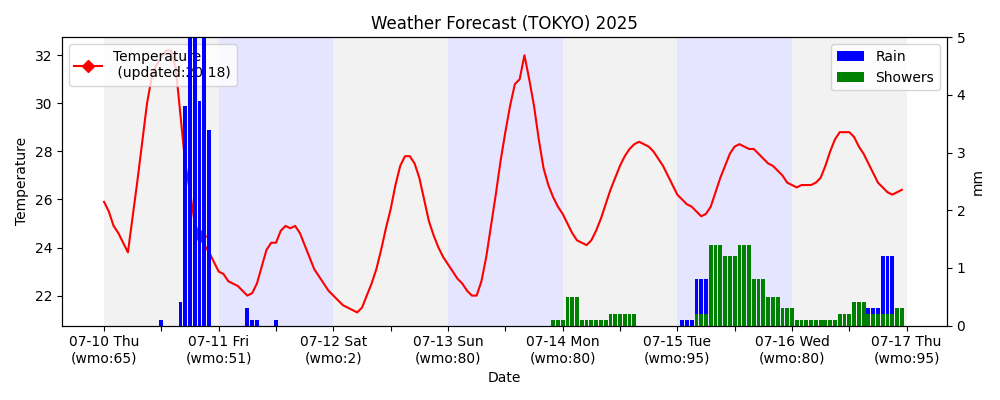 Weather Forecast (TOKYO) 2025
Temperature
(updated:20:18)
Rain
Showers
32
30
28
26
24
22
Temperature
5
4
3
2
1
0
mm
07-10 Thu
(wmo:65)
07-11 Fri
(wmo:51)
07-12 Sat
(wmo:2)
07-13 Sun
(wmo:80)
07-14 Mon
(wmo:80)
07-15 Tue
(wmo:95)
07-16 Wed
(wmo:80)
07-17 Thu
(wmo:95)
Date